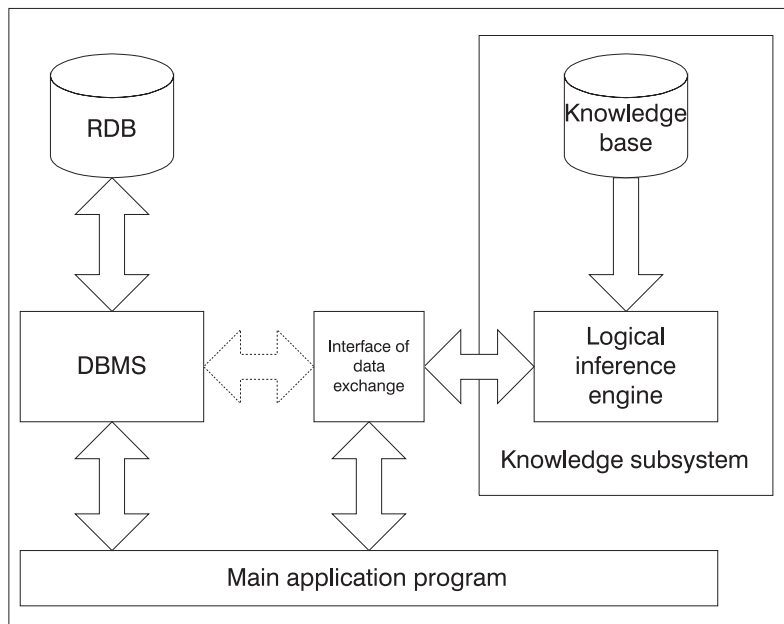 RDB
Knowledge
base
DBMS
Interface of
data
exchange
Logical
inference
engine
Knowledge subsystem
Main application program